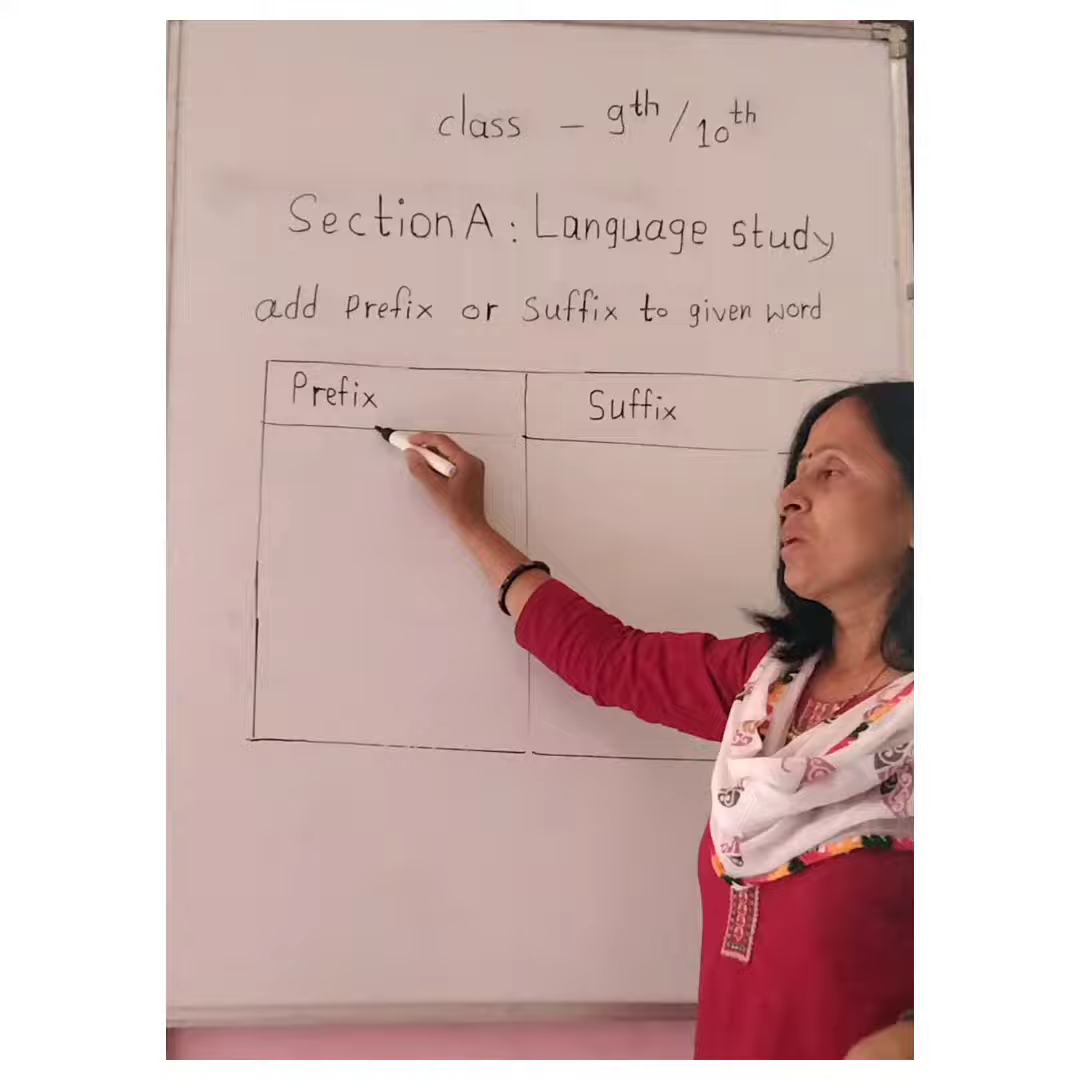 class - 9th / 10th
Section A : Language study
add Prefix or Suffix to given word
Prefix Suffix